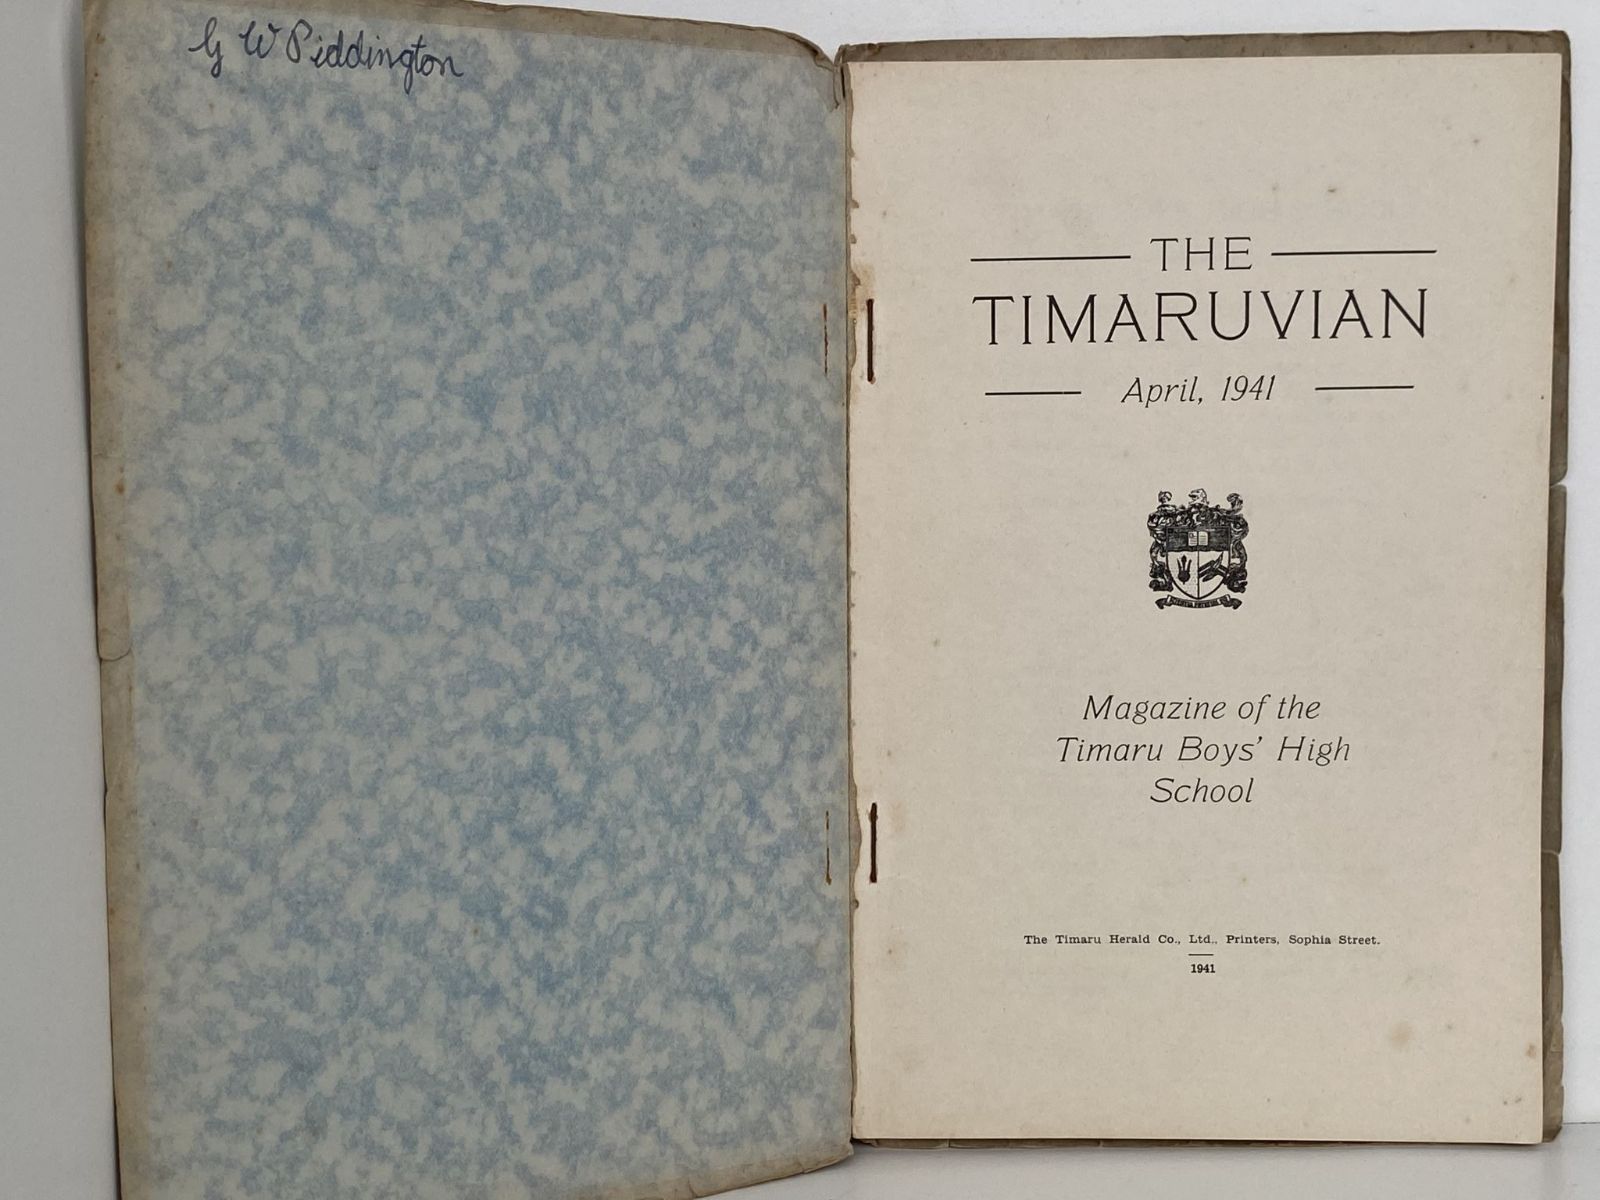 G W Piddington
THE
TIMARUVIAN
April, 1941
Magazine of the
Timaru Boys' High
School
The Timaru Herald Co., Ltd., Printers, Sophia Street.
1941